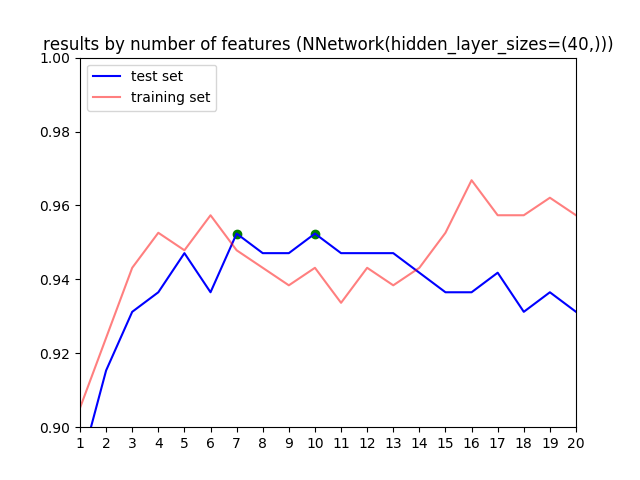 results by number of features (NNetwork(hidden_layer_sizes=(40,)))
1.00
test set
training set
0.98
0.96
0.94
0.92
0.90
1 2 3 4 5 6 7 8 9 10 11 12 13 14 15 16 17 18 19 20